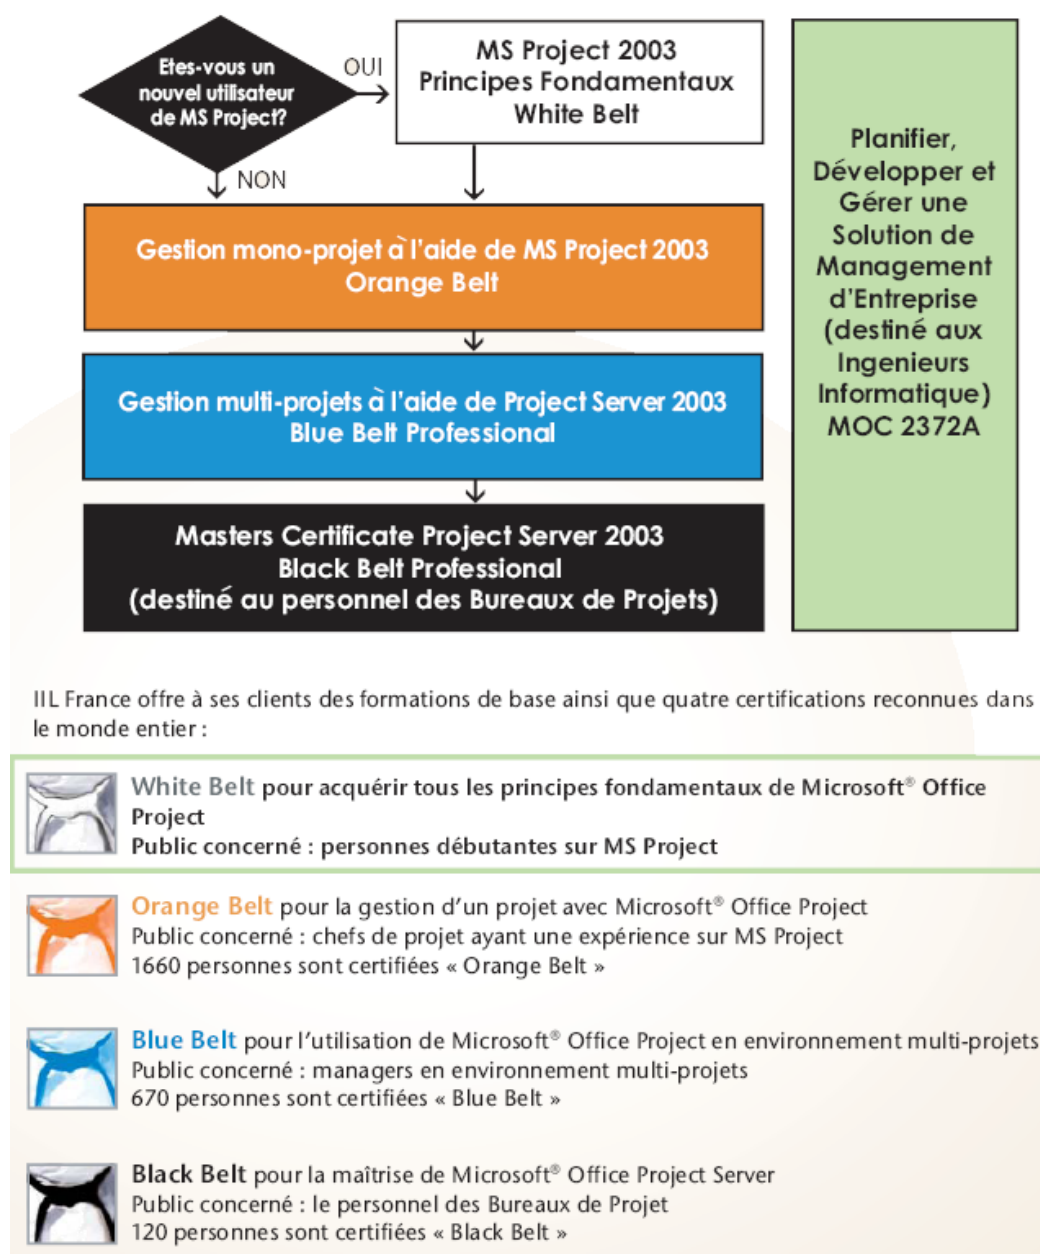 Etes-vous un
nouvel utilisateur
de MS Project?
OUI
NON
MS Project 2003
Principes Fondamentaux
White Belt
Gestion mono-projet à l'aide de MS Project 2003
Orange Belt
Gestion multi-projets à l'aide de Project Server 2003
Blue Belt Professional
Masters Certificate Project Server 2003
Black Belt Professional
(destiné au personnel des Bureaux de Projets)
Planifier,
Développer et
Gérer une
Solution de
Management
d'Entreprise
(destiné aux
Ingenieurs
Informatique)
MOC 2372A
IIL France offre à ses clients des formations de base ainsi que quatre certifications reconnues dans
le monde entier :
White Belt pour acquérir tous les principes fondamentaux de Microsoft® Office
Project
Public concerné : personnes débutantes sur MS Project
Orange Belt pour la gestion d'un projet avec Microsoft® Office Project
Public concerné : chefs de projet ayant une expérience sur MS Project
1660 personnes sont certifiées « Orange Belt »
Blue Belt pour l'utilisation de Microsoft® Office Project en environnement multi-projets
Public concerné : managers en environnement multi-projets
670 personnes sont certifiées « Blue Belt »
Black Belt pour la maîtrise de Microsoft® Office Project Server
Public concerné : le personnel des Bureaux de Projet
120 personnes sont certifiées « Black Belt »